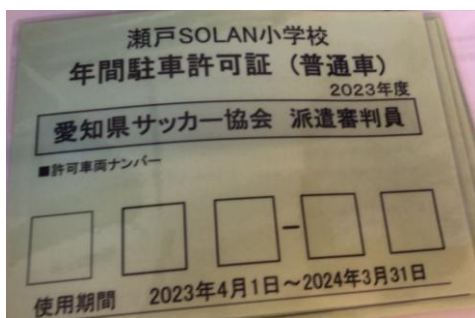 瀬戸SOLAN小学校
年間駐車許可証（普通車）
2023年度
愛知県サッカー協会 派遣審判員
■許可車両ナンバー
－
使用期間 2023年4月1日～2024年3月31日